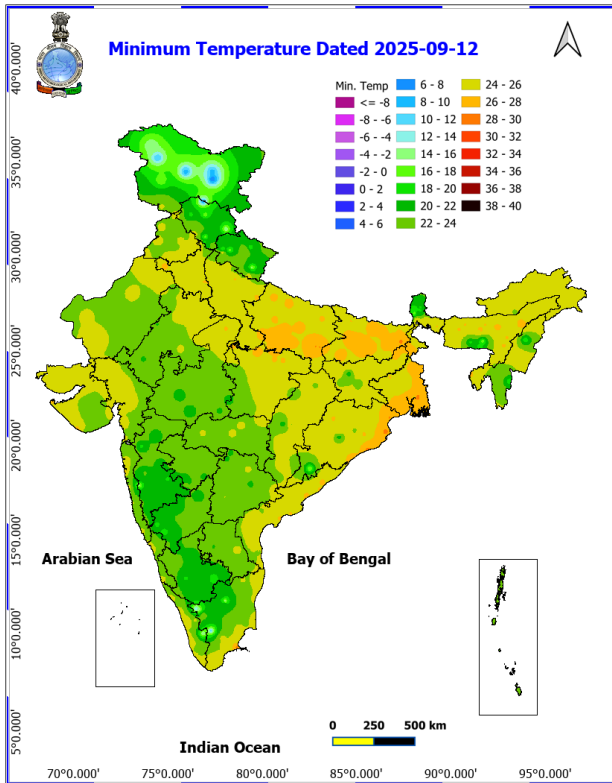 Minimum Temperature Dated 2025-09-12
Min. Temp
<= -8
-8 - -6
-6 - -4
-4 - -2
-2 - 0
0 - 2
2 - 4
4 - 6
6 - 8
8 - 10
10 - 12
12 - 14
14 - 16
16 - 18
18 - 20
20 - 22
22 - 24
24 - 26
26 - 28
28 - 30
30 - 32
32 - 34
34 - 36
36 - 38
38 - 40
40°0.000'
35°0.000'
30°0.000'
25°0.000'
20°0.000'
15°0.000'
10°0.000'
5°0.000'
Arabian Sea
Bay of Bengal
0 250 500 km
Indian Ocean
70°0.000' 75°0.000' 80°0.000' 85°0.000' 90°0.000' 95°0.000'